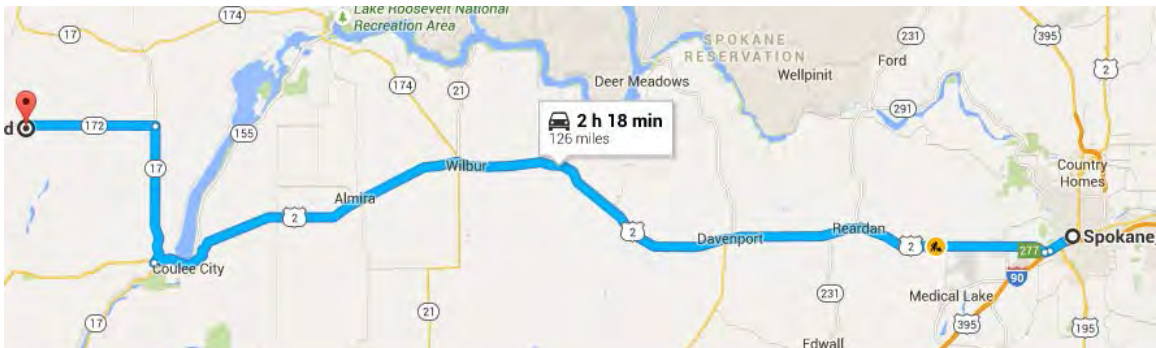 174
Lake Roosevelt National
Recreation Area
17
174
SPOKANE
RESERVATION
231
395
2
Ford
Deer Meadows
Wellpinit
21
291
2 h 18 min
126 miles
d
172
155
17
Country
Homes
Wilbur
Almira
2
2
Davenport
Reardan
2
277
Spokane
Coulee City
90
Medical Lake
231
21
17
395
195
Edwall